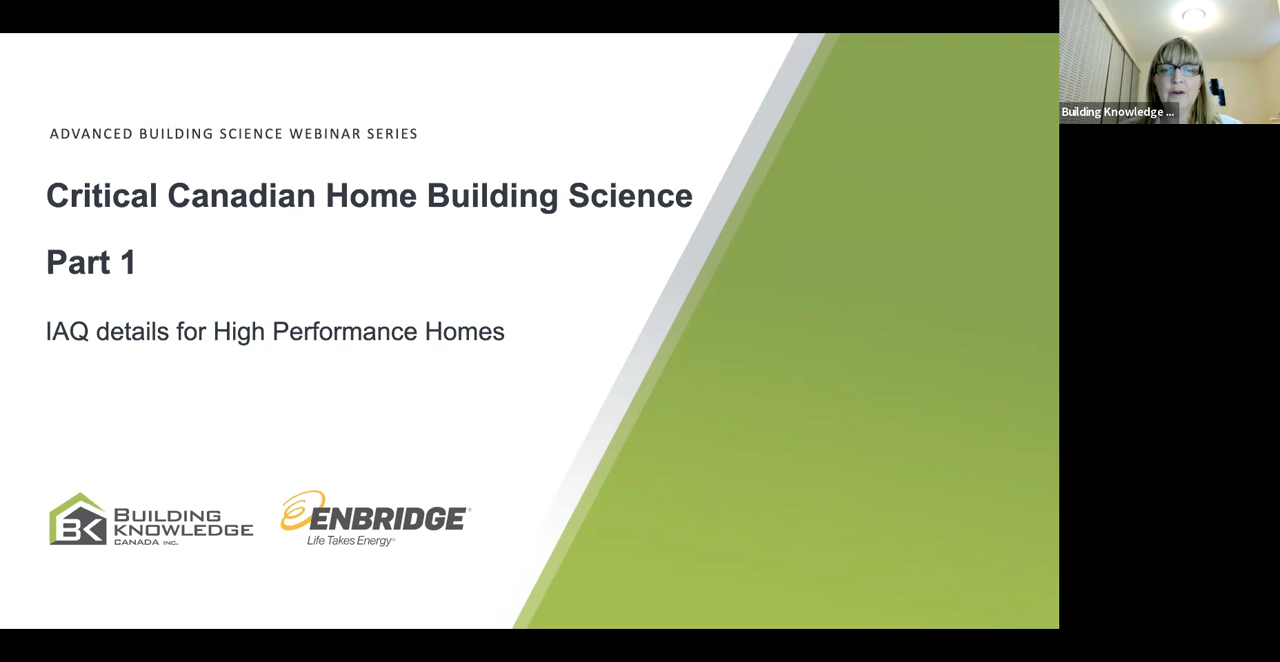 ADVANCED BUILDING SCIENCE WEBINAR SERIES
Critical Canadian Home Building Science
Part 1
IAQ details for High Performance Homes
BK
BUILDING
KNOWLEDGE
CANADA INC.
ENBRIDGE
Life Takes Energy®
Building Knowledge ...